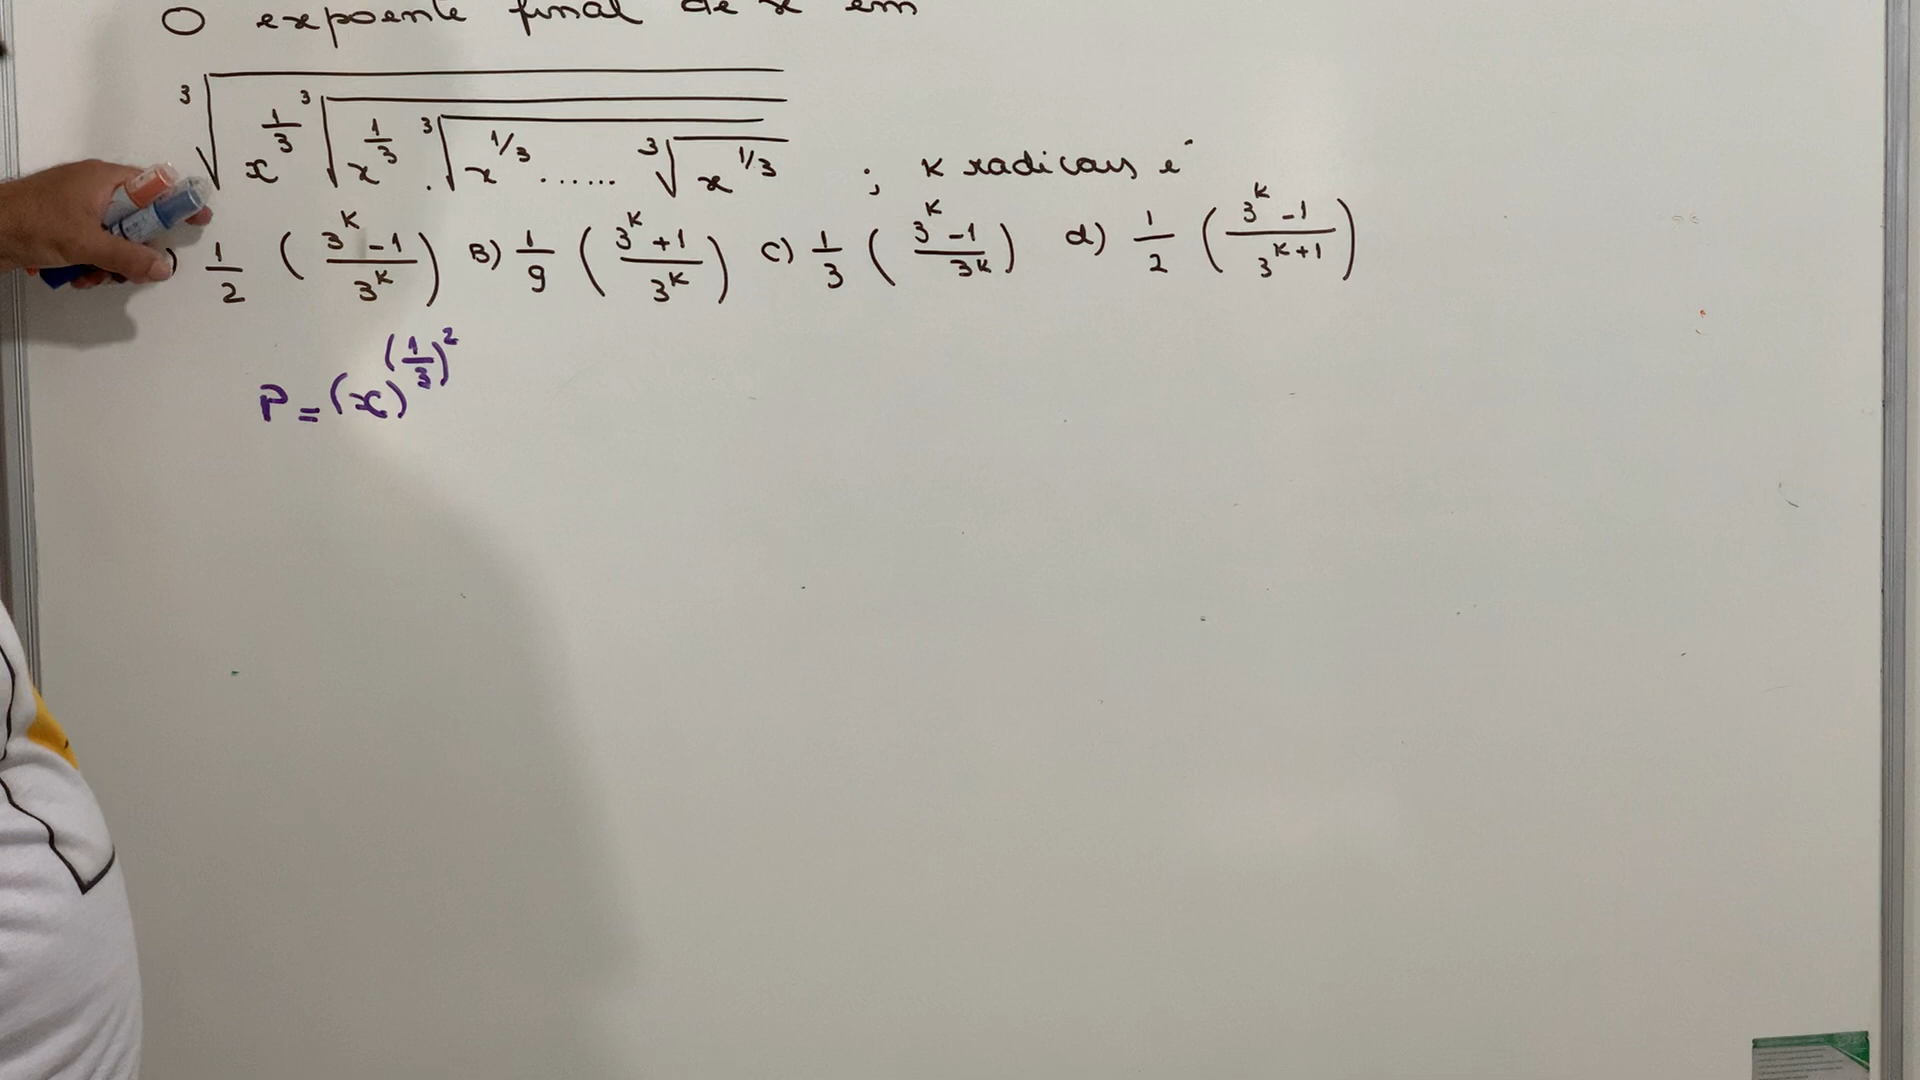 O expoente final de x em
∛(x^(1/3) ∛(x^(1/3) . ∛(x^(1/3) ...... ∛(x^(1/3))))) ; k radicais é
) 1/2 ( (3^k - 1)/3^k ) B) 1/9 ( (3^k + 1)/3^k ) C) 1/3 ( (3^k - 1)/3^k ) d) 1/2 ( (3^k - 1)/3^(k+1) )
P = (x)^(1/3)^2